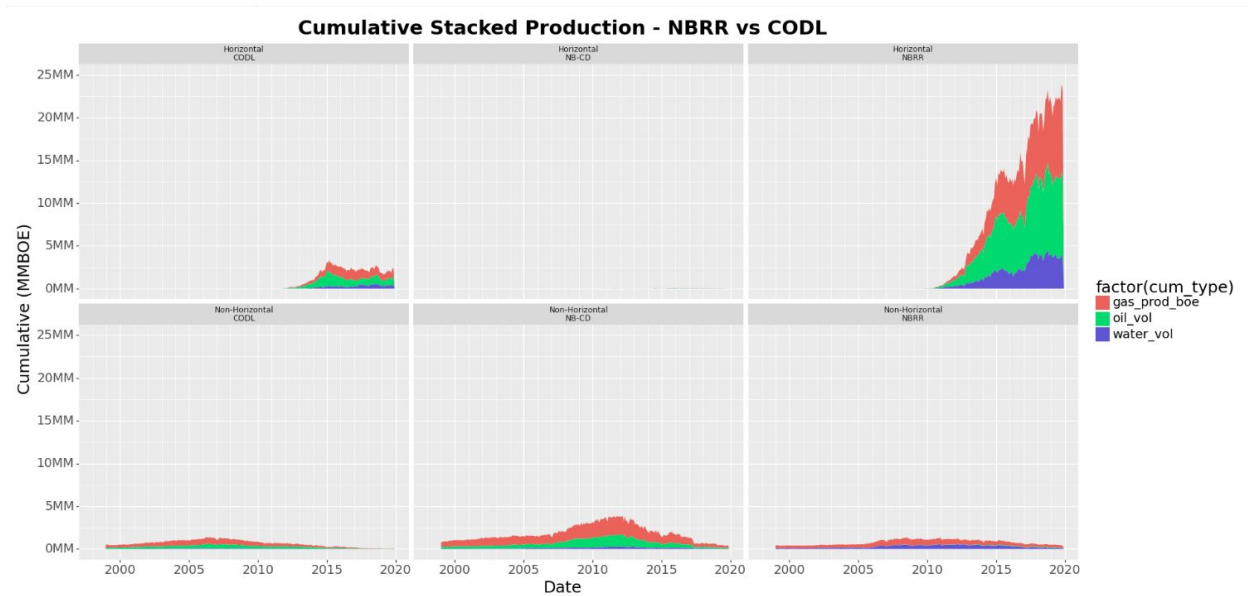 Cumulative Stacked Production - NBRR vs CODL
Horizontal
CODL
Horizontal
NB-CD
Horizontal
NBRR
25MM
20MM
15MM
10MM
5MM
0MM
Non-Horizontal
CODL
Non-Horizontal
NB-CD
Non-Horizontal
NBRR
25MM
20MM
15MM
10MM
5MM
0MM
Cumulative (MMBOE)
2000 2005 2010 2015 2020
2000 2005 2010 2015 2020
2000 2005 2010 2015 2020
Date
factor(cum_type)
gas_prod_boe
oil_vol
water_vol